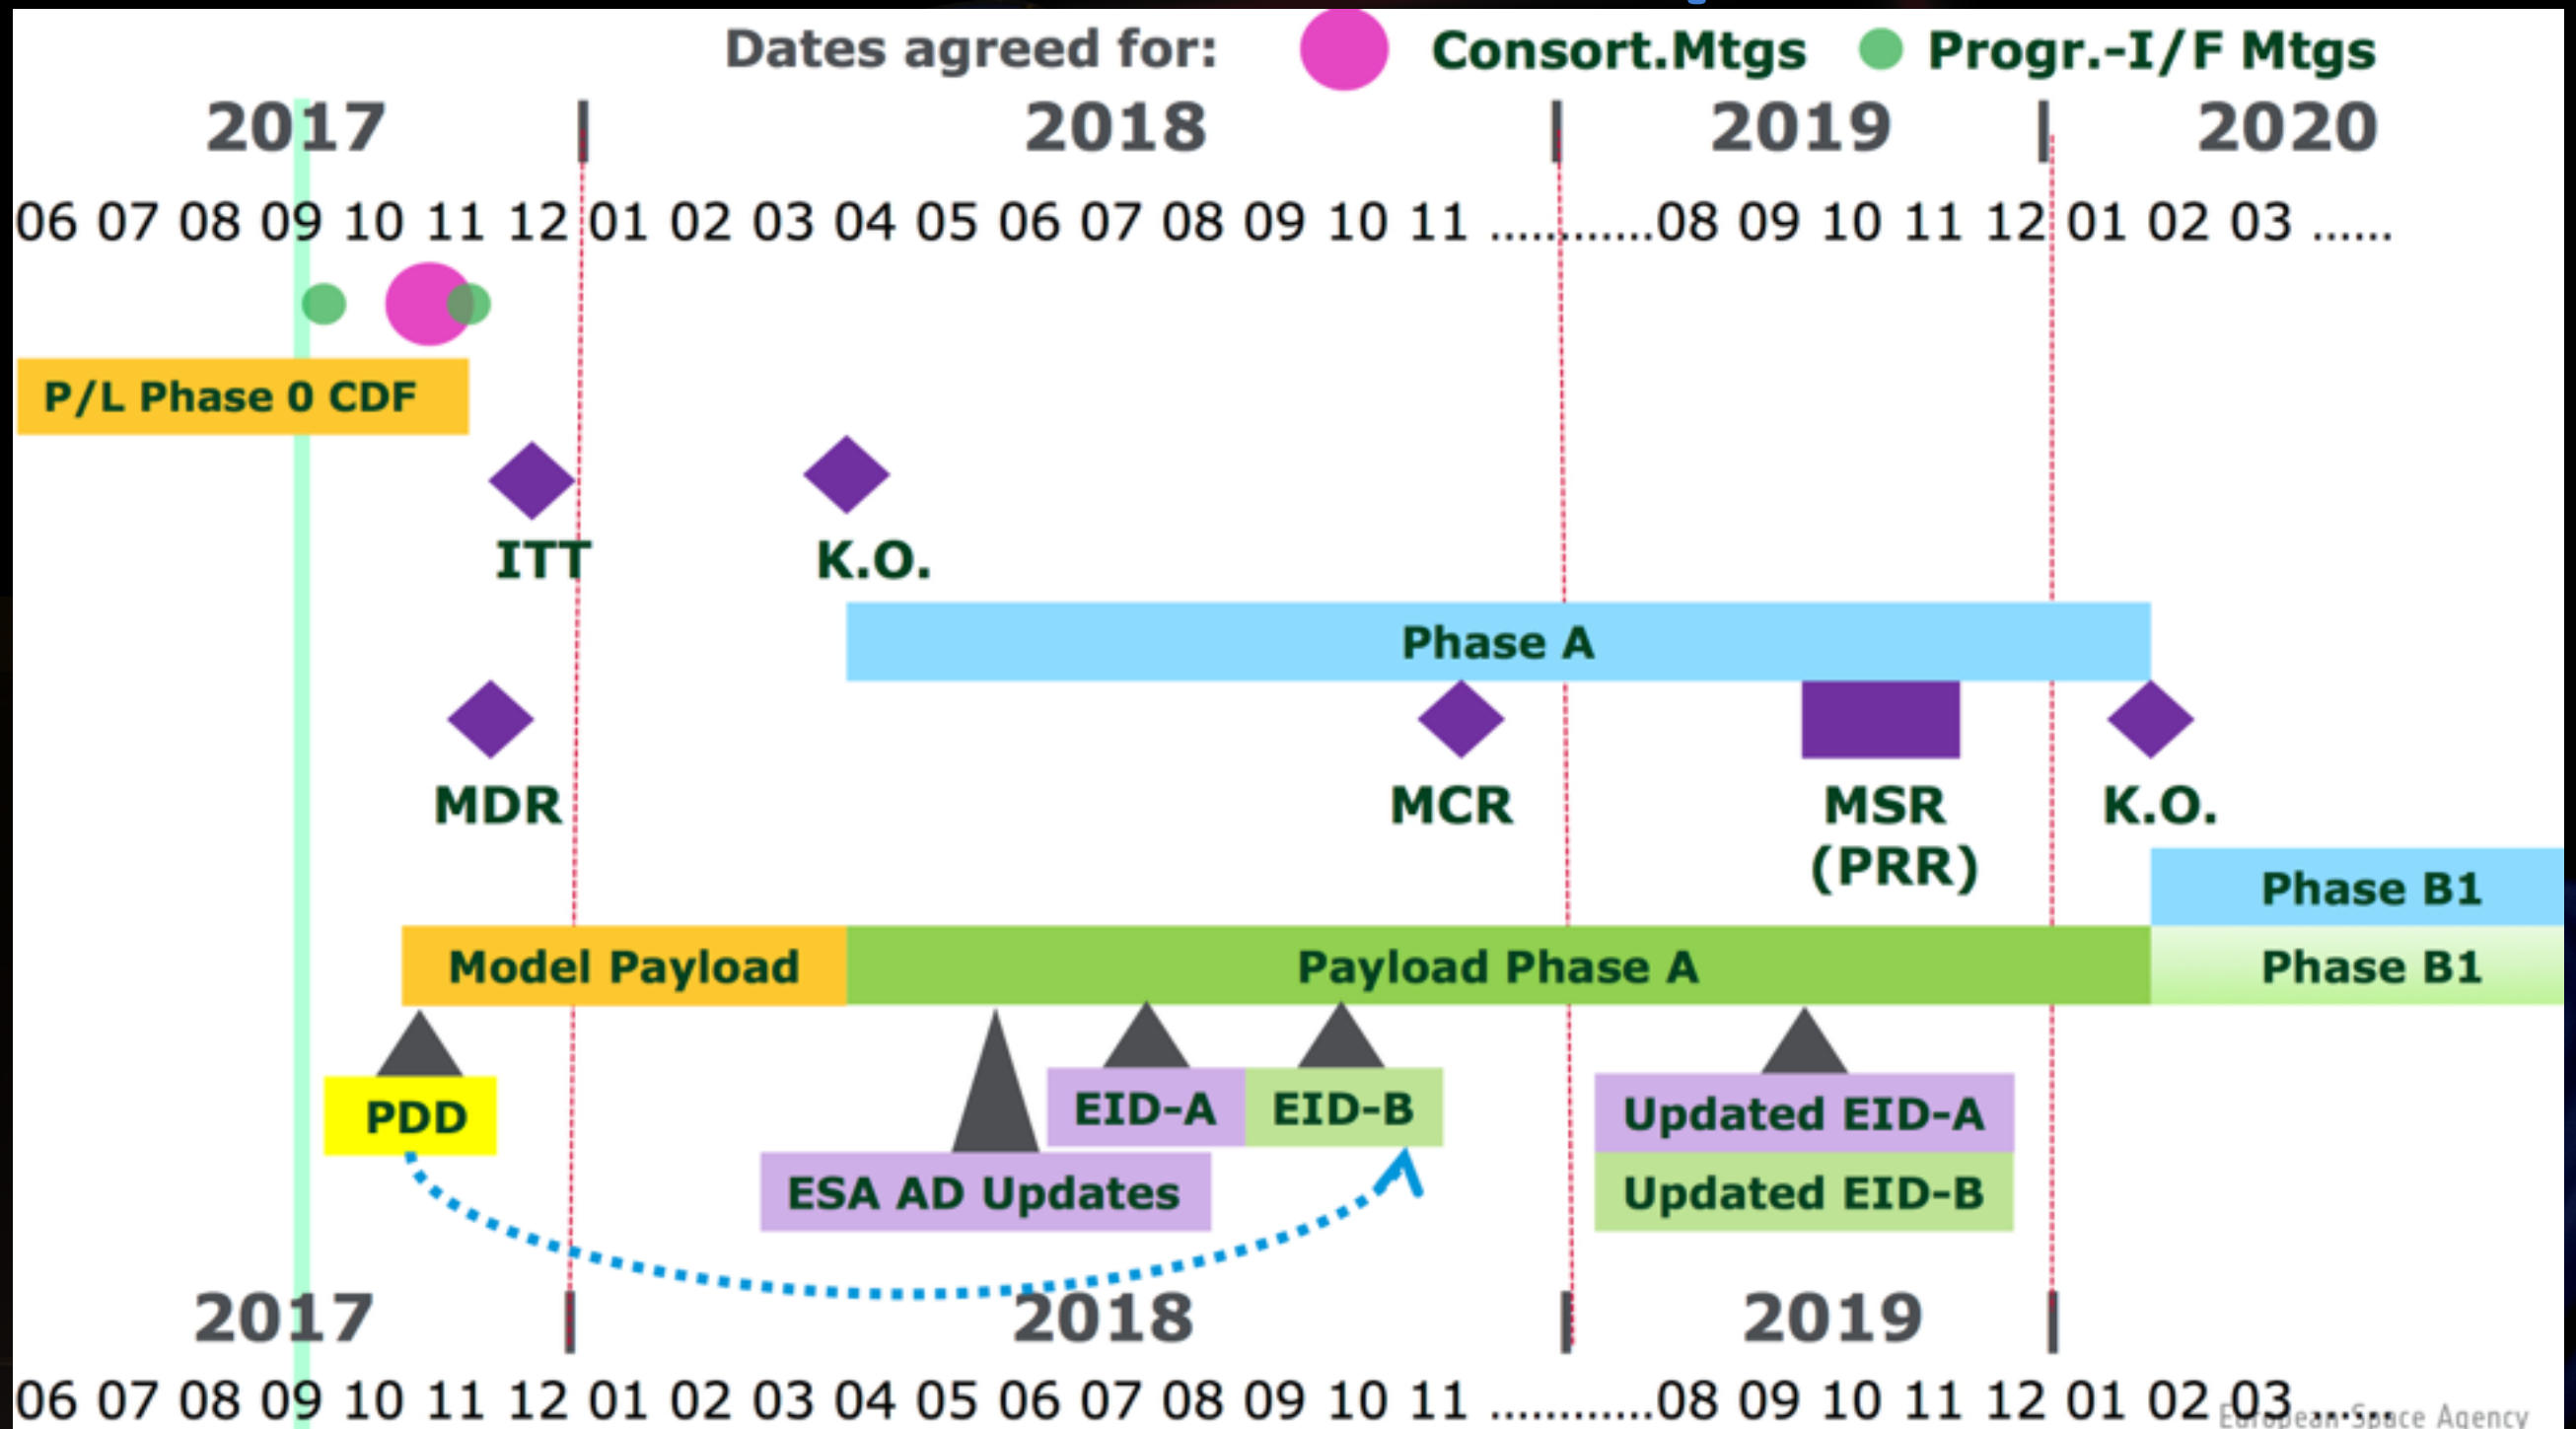 Dates agreed for: Consort.Mtgs Progr.-I/F Mtgs
2017 | 2018 | 2019 | 2020
06 07 08 09 10 11 12 01 02 03 04 05 06 07 08 09 10 11 ............08 09 10 11 12 01 02 03 ......
P/L Phase 0 CDF
ITT K.O.
Phase A
MDR MCR MSR K.O.
(PRR)
Phase B1
Model Payload Payload Phase A Phase B1
PDD EID-A EID-B Updated EID-A
ESA AD Updates Updated EID-B
2017 | 2018 | 2019 |
06 07 08 09 10 11 12 01 02 03 04 05 06 07 08 09 10 11 ............08 09 10 11 12 01 02 03 ......
European Space Agency